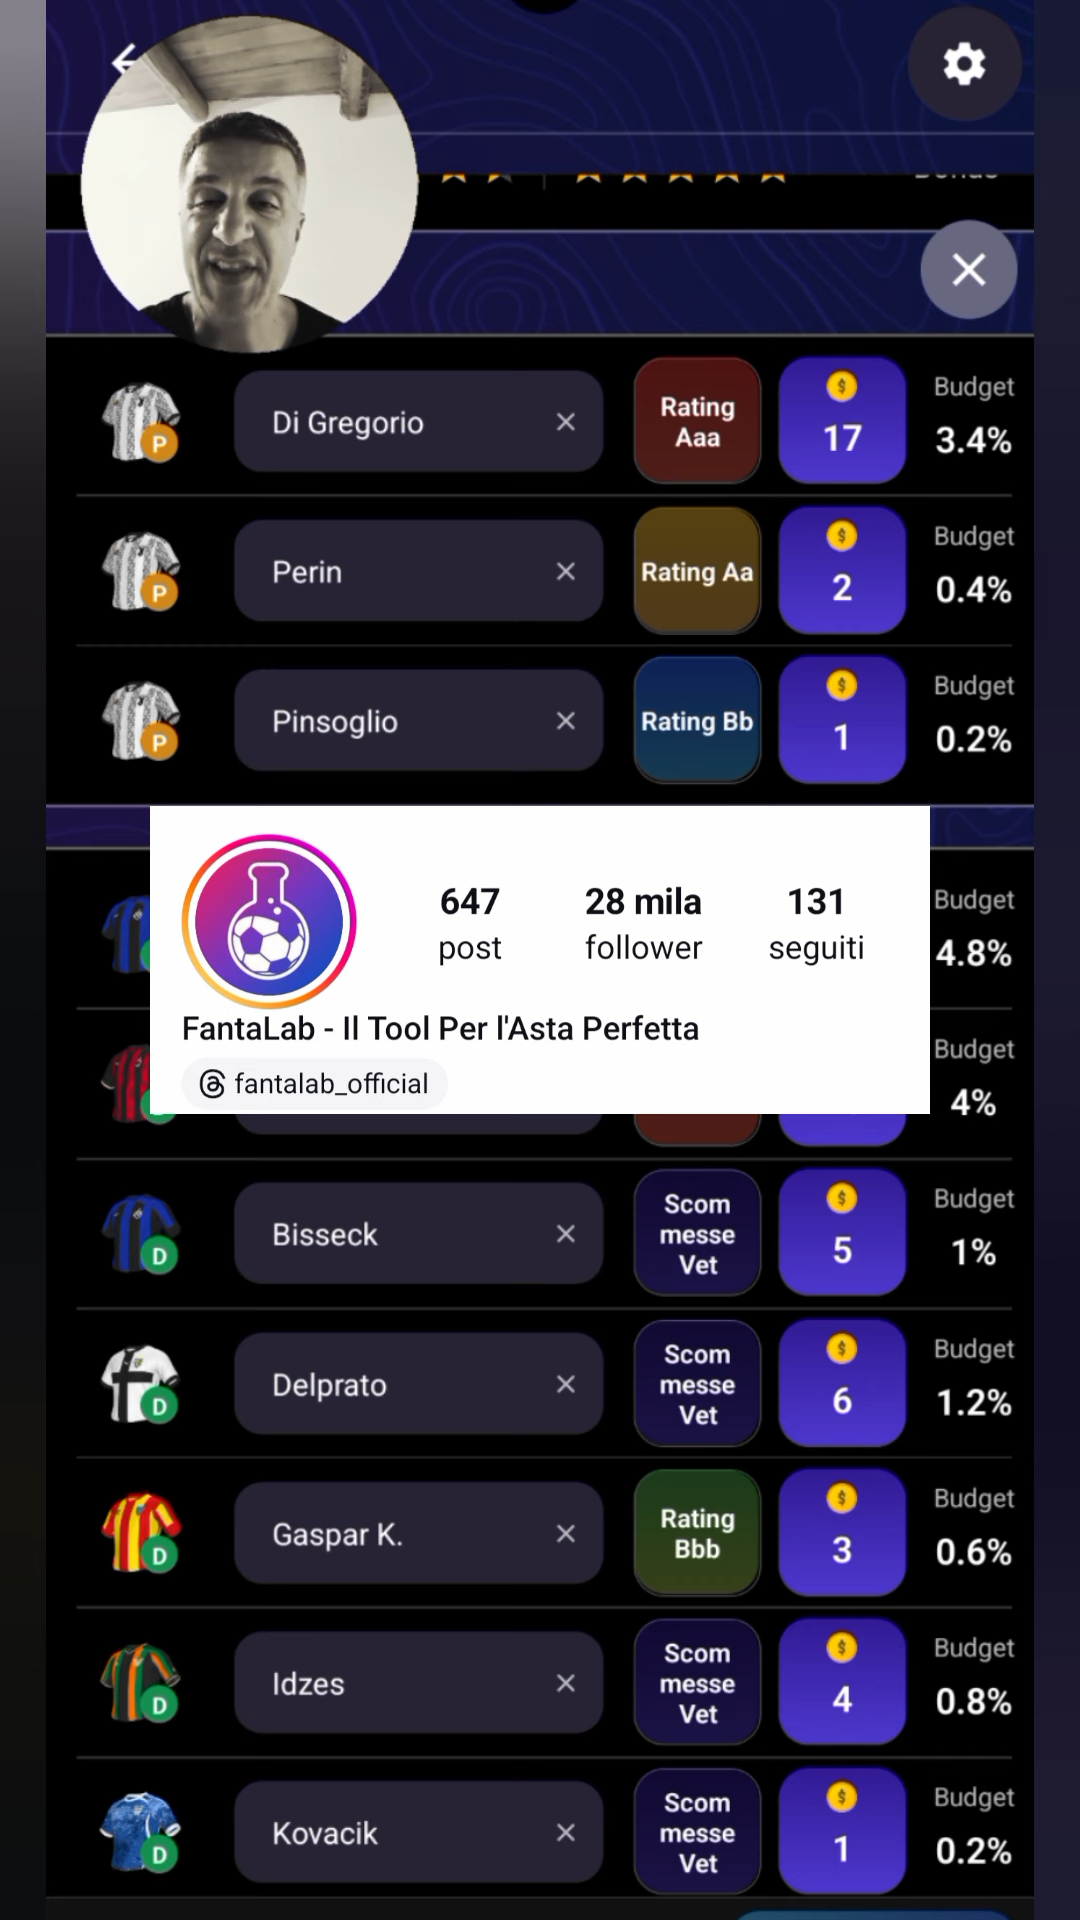 Bonus
Di Gregorio
Rating
Aaa
17
Budget
3.4%
P
Perin
Rating Aa
2
Budget
0.4%
P
Pinsoglio
Rating Bb
1
Budget
0.2%
P
647
post
28 mila
follower
131
seguiti
FantaLab - Il Tool Per l'Asta Perfetta
fantalab_official
Budget
4.8%
Budget
4%
Bisseck
Scom
messe
Vet
5
Budget
1%
D
Delprato
Scom
messe
Vet
6
Budget
1.2%
D
Gaspar K.
Rating
Bbb
3
Budget
0.6%
D
Idzes
Scom
messe
Vet
4
Budget
0.8%
D
Kovacik
Scom
messe
Vet
1
Budget
0.2%
D